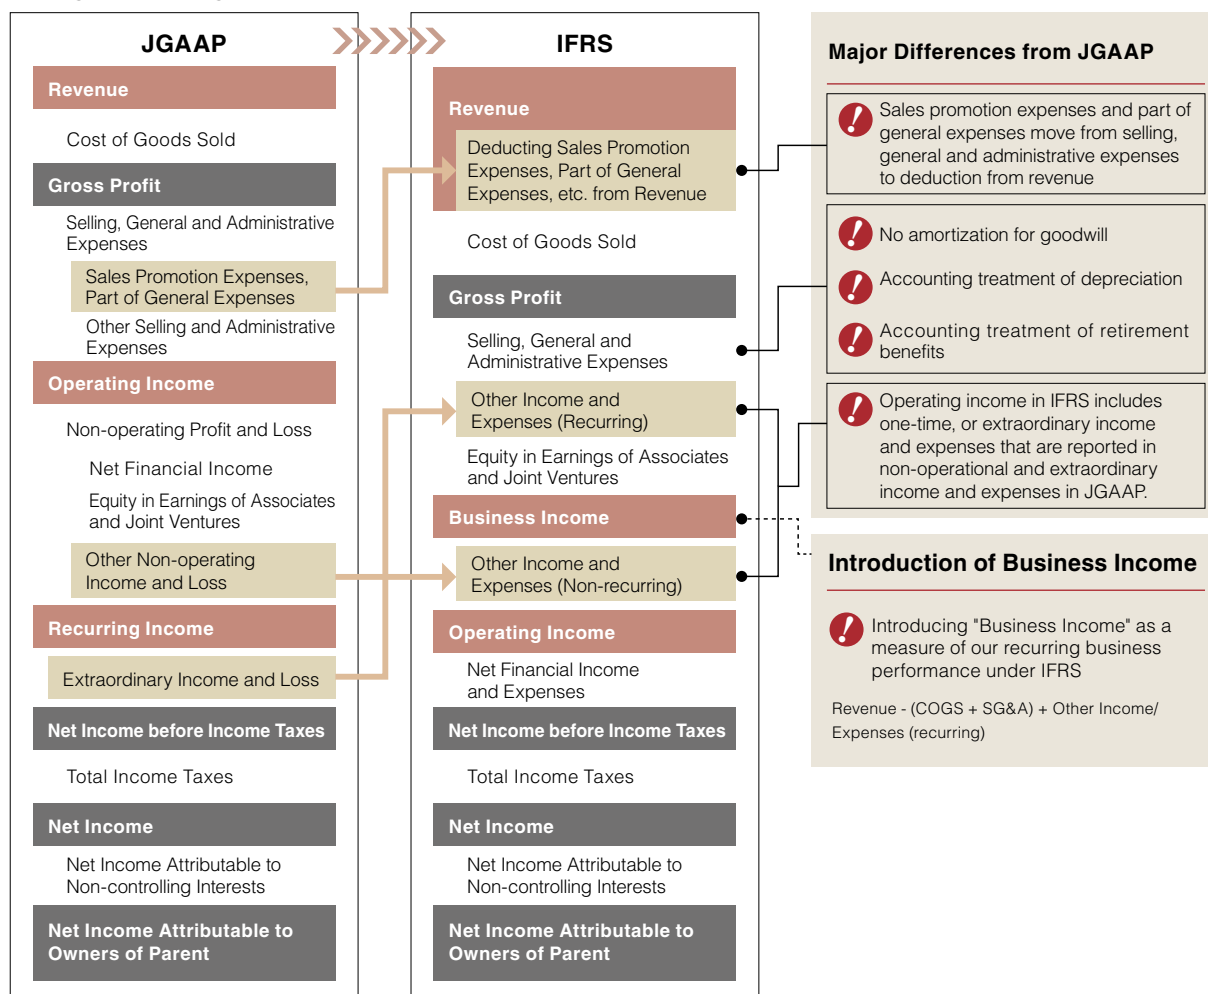 JGAAP
Revenue
Cost of Goods Sold
Gross Profit
Selling, General and Administrative
Expenses
Sales Promotion Expenses,
Part of General Expenses
Other Selling and Administrative
Expenses
Operating Income
Non-operating Profit and Loss
Net Financial Income
Equity in Earnings of Associates
and Joint Ventures
Other Non-operating
Income and Loss
Recurring Income
Extraordinary Income and Loss
Net Income before Income Taxes
Total Income Taxes
Net Income
Net Income Attributable to
Non-controlling Interests
Net Income Attributable to
Owners of Parent
IFRS
Revenue
Deducting Sales Promotion
Expenses, Part of General
Expenses, etc. from Revenue
Cost of Goods Sold
Gross Profit
Selling, General and
Administrative Expenses
Other Income and
Expenses (Recurring)
Equity in Earnings of Associates
and Joint Ventures
Business Income
Other Income and
Expenses (Non-recurring)
Operating Income
Net Financial Income
and Expenses
Net Income before Income Taxes
Total Income Taxes
Net Income
Net Income Attributable to
Non-controlling Interests
Net Income Attributable to
Owners of Parent
Major Differences from JGAAP
Sales promotion expenses and part of
general expenses move from selling,
general and administrative expenses
to deduction from revenue
No amortization for goodwill
Accounting treatment of depreciation
Accounting treatment of retirement
benefits
Operating income in IFRS includes
one-time, or extraordinary income
and expenses that are reported in
non-operational and extraordinary
income and expenses in JGAAP.
Introduction of Business Income
Introducing "Business Income" as a
measure of our recurring business
performance under IFRS
Revenue - (COGS + SG&A) + Other Income/
Expenses (recurring)